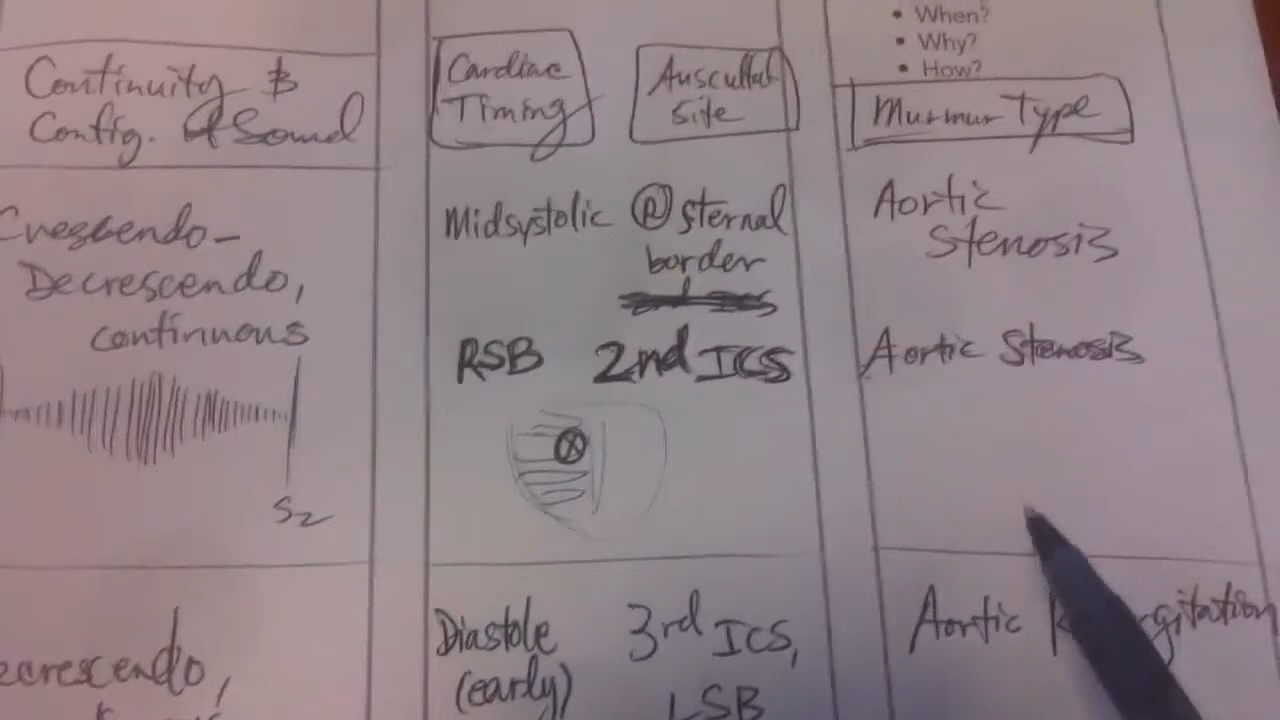 When?
Why?
How?
Continuity &
Config. of Sound
Cardiac
Timing
Auscultat
Site
Murmur Type
Crescendo-
Decrescendo,
continuous
S2
Midsystolic
RSB
Ⓡ sternal
border
2nd ICS
Aortic
Stenosis
Aortic Stenosis
ecrescendo,
Diastole
(early)
3rd ICS,
LSB
Aortic